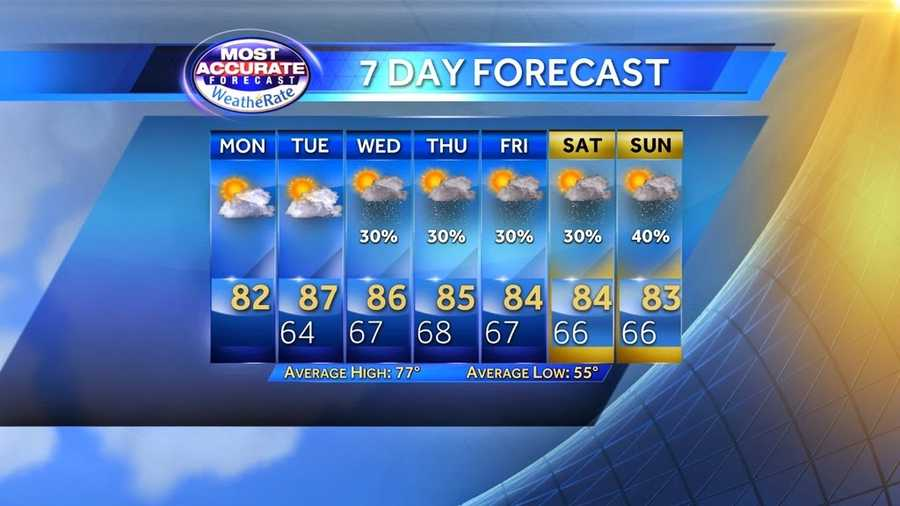 MOST
ACCURATE
FORECAST
WeatheRate
7 DAY FORECAST
MON TUE WED THU FRI SAT SUN
30% 30% 30% 30% 40%
82 87 86 85 84 84 83
64 67 68 67 66 66
AVERAGE HIGH: 77° AVERAGE LOW: 55°